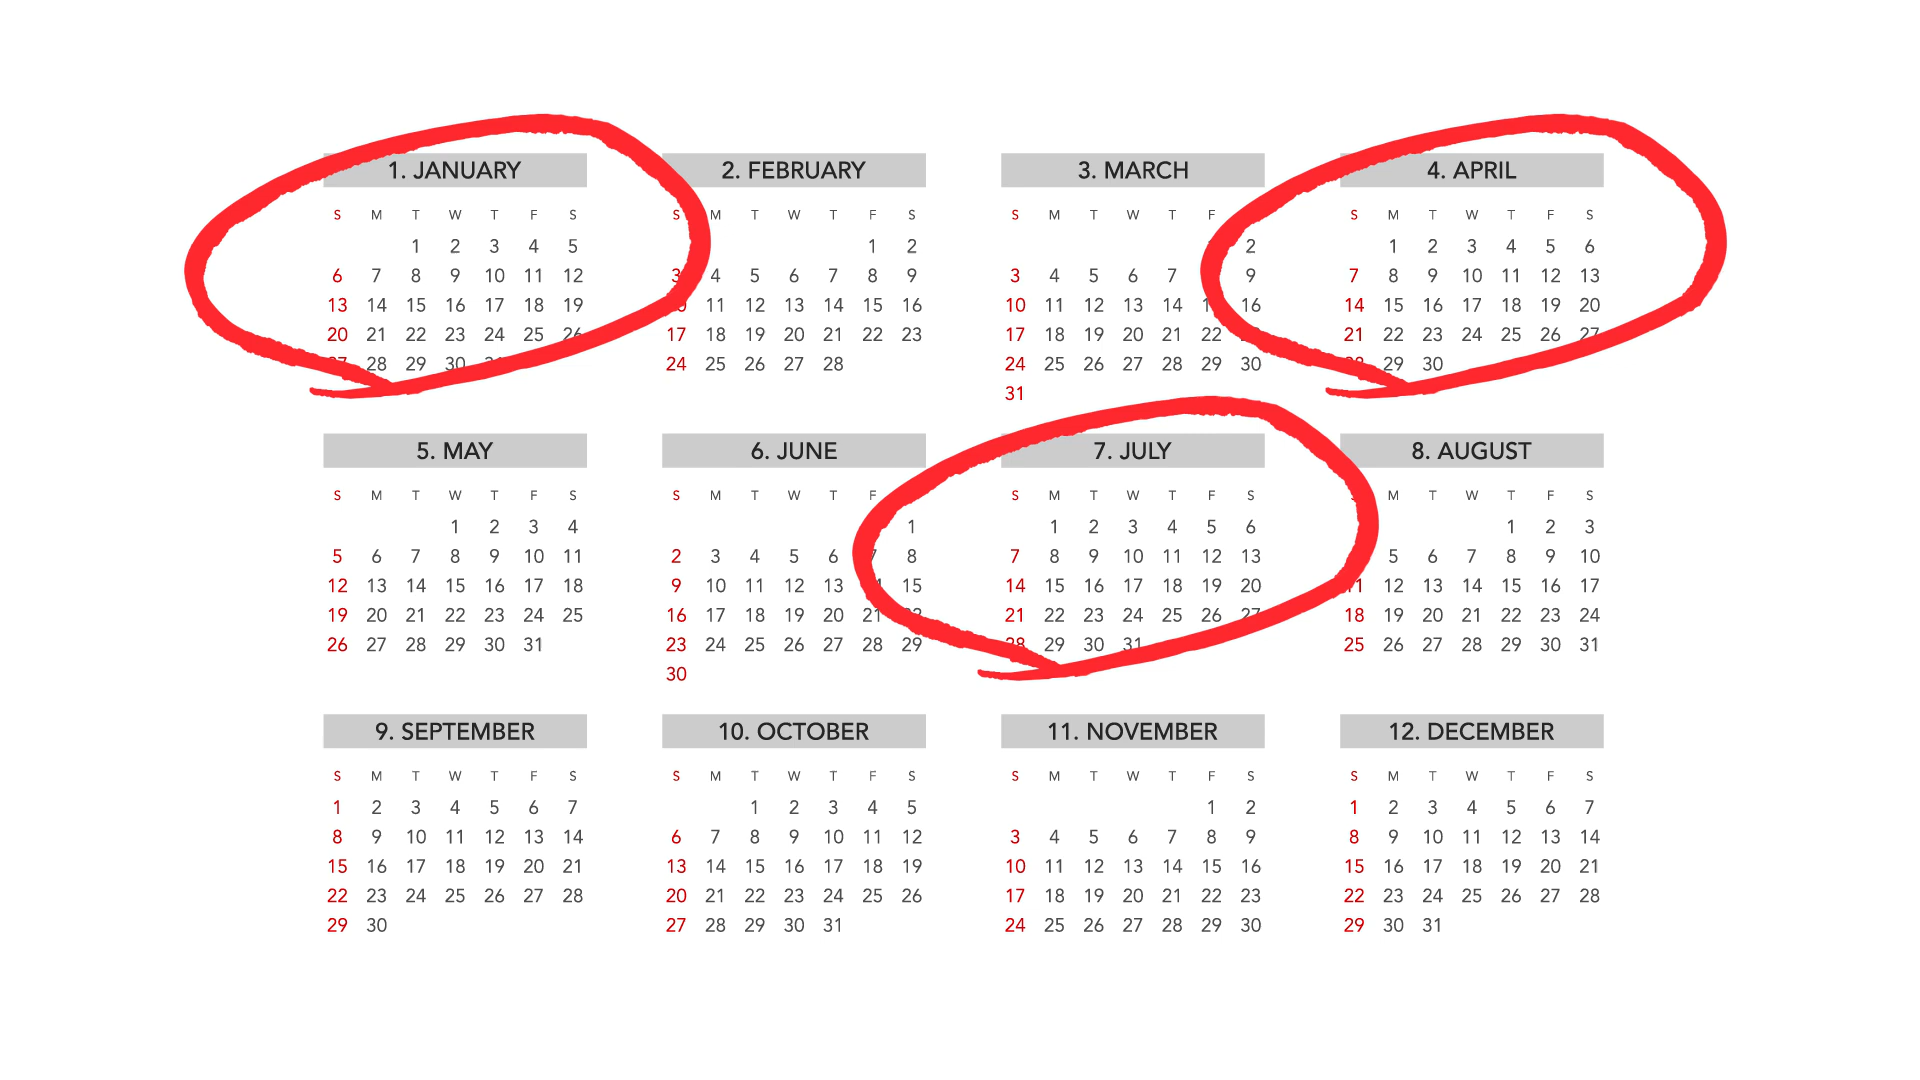 1. JANUARY
S M T W T F S
1 2 3 4 5
6 7 8 9 10 11 12
13 14 15 16 17 18 19
20 21 22 23 24 25 26
27 28 29 30
2. FEBRUARY
S M T W T F S
1 2
3 4 5 6 7 8 9
11 12 13 14 15 16
17 18 19 20 21 22 23
24 25 26 27 28
3. MARCH
S M T W T F
2
3 4 5 6 7 9
10 11 12 13 14 16
17 18 19 20 21 22
24 25 26 27 28 29 30
31
4. APRIL
S M T W T F S
1 2 3 4 5 6
7 8 9 10 11 12 13
14 15 16 17 18 19 20
21 22 23 24 25 26 27
29 30
5. MAY
S M T W T F S
1 2 3 4
5 6 7 8 9 10 11
12 13 14 15 16 17 18
19 20 21 22 23 24 25
26 27 28 29 30 31
6. JUNE
S M T W T F
1
2 3 4 5 6 8
9 10 11 12 13 15
16 17 18 19 20 21
23 24 25 26 27 28 29
30
7. JULY
S M T W T F S
1 2 3 4 5 6
7 8 9 10 11 12 13
14 15 16 17 18 19 20
21 22 23 24 25 26 27
28 29 30 31
8. AUGUST
M T W T F S
1 2 3
5 6 7 8 9 10
12 13 14 15 16 17
18 19 20 21 22 23 24
25 26 27 28 29 30 31
9. SEPTEMBER
S M T W T F S
1 2 3 4 5 6 7
8 9 10 11 12 13 14
15 16 17 18 19 20 21
22 23 24 25 26 27 28
29 30
10. OCTOBER
S M T W T F S
1 2 3 4 5
6 7 8 9 10 11 12
13 14 15 16 17 18 19
20 21 22 23 24 25 26
27 28 29 30 31
11. NOVEMBER
S M T W T F S
1 2
3 4 5 6 7 8 9
10 11 12 13 14 15 16
17 18 19 20 21 22 23
24 25 26 27 28 29 30
12. DECEMBER
S M T W T F S
1 2 3 4 5 6 7
8 9 10 11 12 13 14
15 16 17 18 19 20 21
22 23 24 25 26 27 28
29 30 31